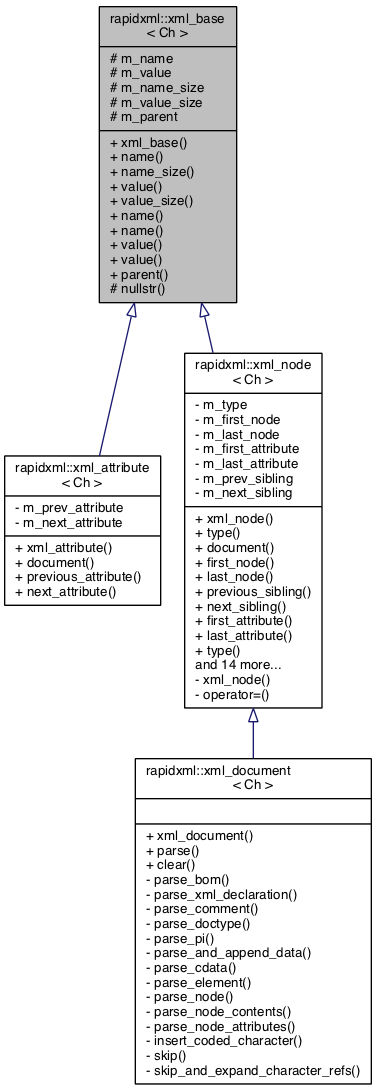 rapidxml::xml_base
< Ch >
# m_name
# m_value
# m_name_size
# m_value_size
# m_parent
+ xml_base()
+ name()
+ name_size()
+ value()
+ value_size()
+ name()
+ name()
+ value()
+ value()
+ parent()
# nullstr()
rapidxml::xml_attribute
< Ch >
- m_prev_attribute
- m_next_attribute
+ xml_attribute()
+ document()
+ previous_attribute()
+ next_attribute()
rapidxml::xml_node
< Ch >
- m_type
- m_first_node
- m_last_node
- m_first_attribute
- m_last_attribute
- m_prev_sibling
- m_next_sibling
+ xml_node()
+ type()
+ document()
+ first_node()
+ last_node()
+ previous_sibling()
+ next_sibling()
+ first_attribute()
+ last_attribute()
+ type()
and 14 more...
- xml_node()
- operator=()
rapidxml::xml_document
< Ch >
+ xml_document()
+ parse()
+ clear()
- parse_bom()
- parse_xml_declaration()
- parse_comment()
- parse_doctype()
- parse_pi()
- parse_and_append_data()
- parse_cdata()
- parse_element()
- parse_node()
- parse_node_contents()
- parse_node_attributes()
- insert_coded_character()
- skip()
- skip_and_expand_character_refs()